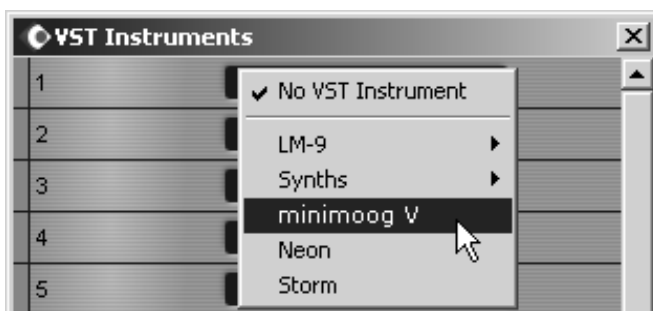 VST Instruments
1
No VST Instrument
2
LM-9
3
Synths
minimoog V
4
Neon
5
Storm